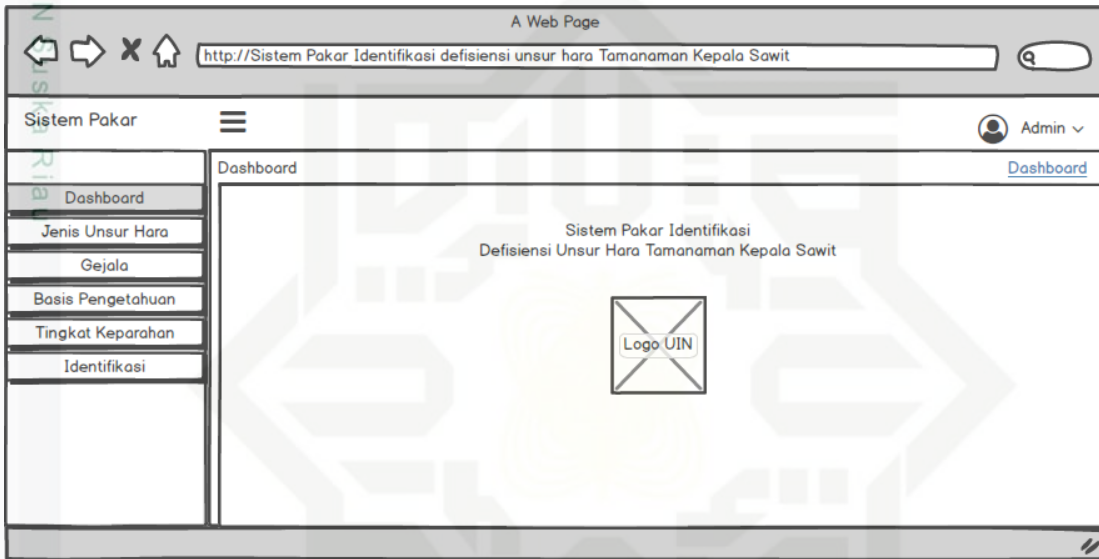 A Web Page
http://Sistem Pakar Identifikasi defisiensi unsur hara Tamanaman Kepala Sawit
Sistem Pakar
Admin
Dashboard
Dashboard
Dashboard
Jenis Unsur Hara
Gejala
Basis Pengetahuan
Tingkat Keparahan
Identifikasi
Sistem Pakar Identifikasi
Defisiensi Unsur Hara Tamanaman Kepala Sawit
Logo UIN
N Suska Riau